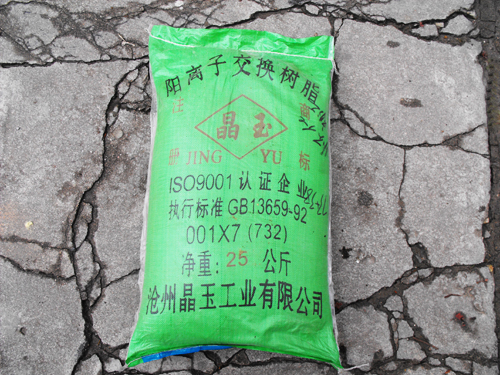 阳离子交换树脂
注
晶玉
JING YU 标
ISO9001认证企业
执行标准GB13659-92
001X7 (732)
净重: 25 公斤
沧州晶玉工业有限公司